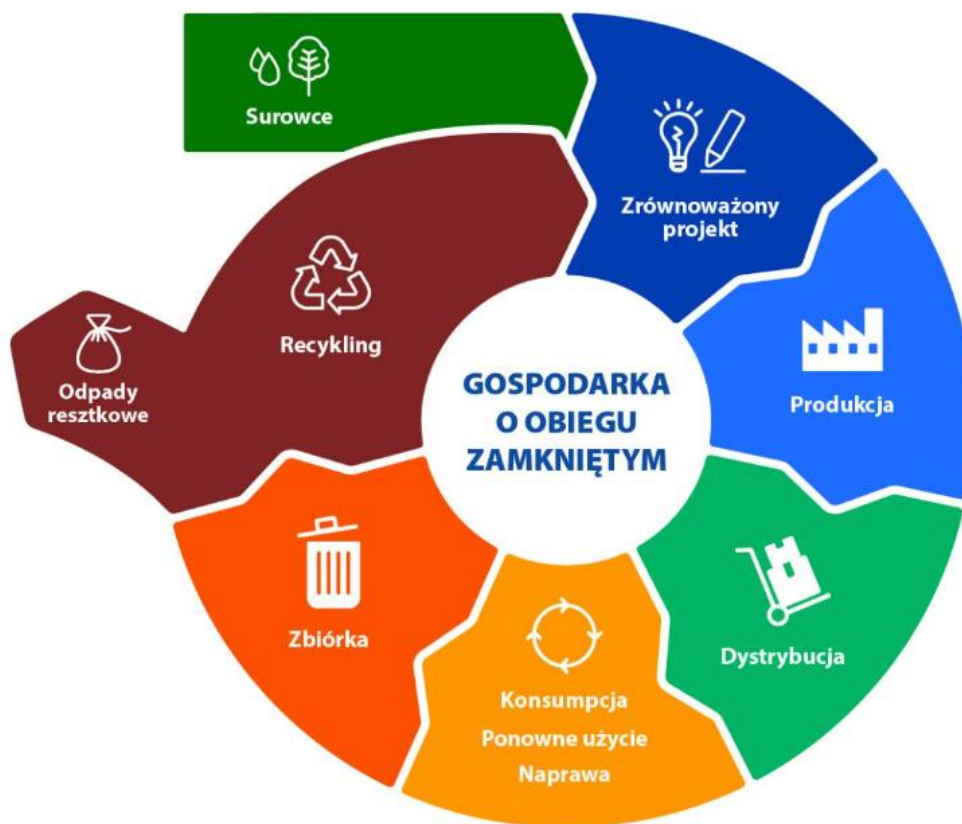 Surowce
Zrównoważony
projekt
Produkcja
Dystrybucja
Konsumpcja
Ponowne użycie
Naprawa
Zbiórka
Recykling
Odpady
resztkowe
GOSPODARKA
O OBIEGU
ZAMKNIĘTYM